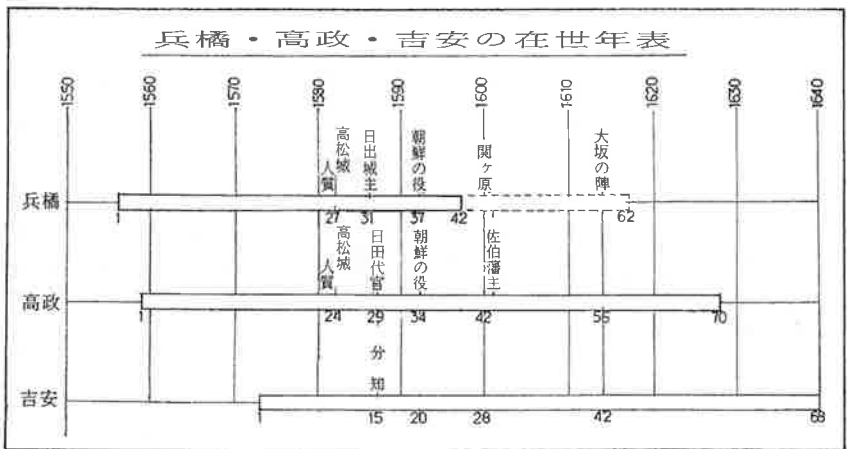 兵橘・高政・吉安の在世年表
1550 1560 1570 1580 1590 1600 1610 1620 1630 1640
人質 高松城 日出城主 朝鮮の役 関ヶ原 大坂の陣
兵橘
1 27 31 37 42 62
人質 高松城 日田代官 朝鮮の役 佐伯藩主
高政
1 24 29 34 42 56 70
分知
吉安
1 15 20 28 42 68